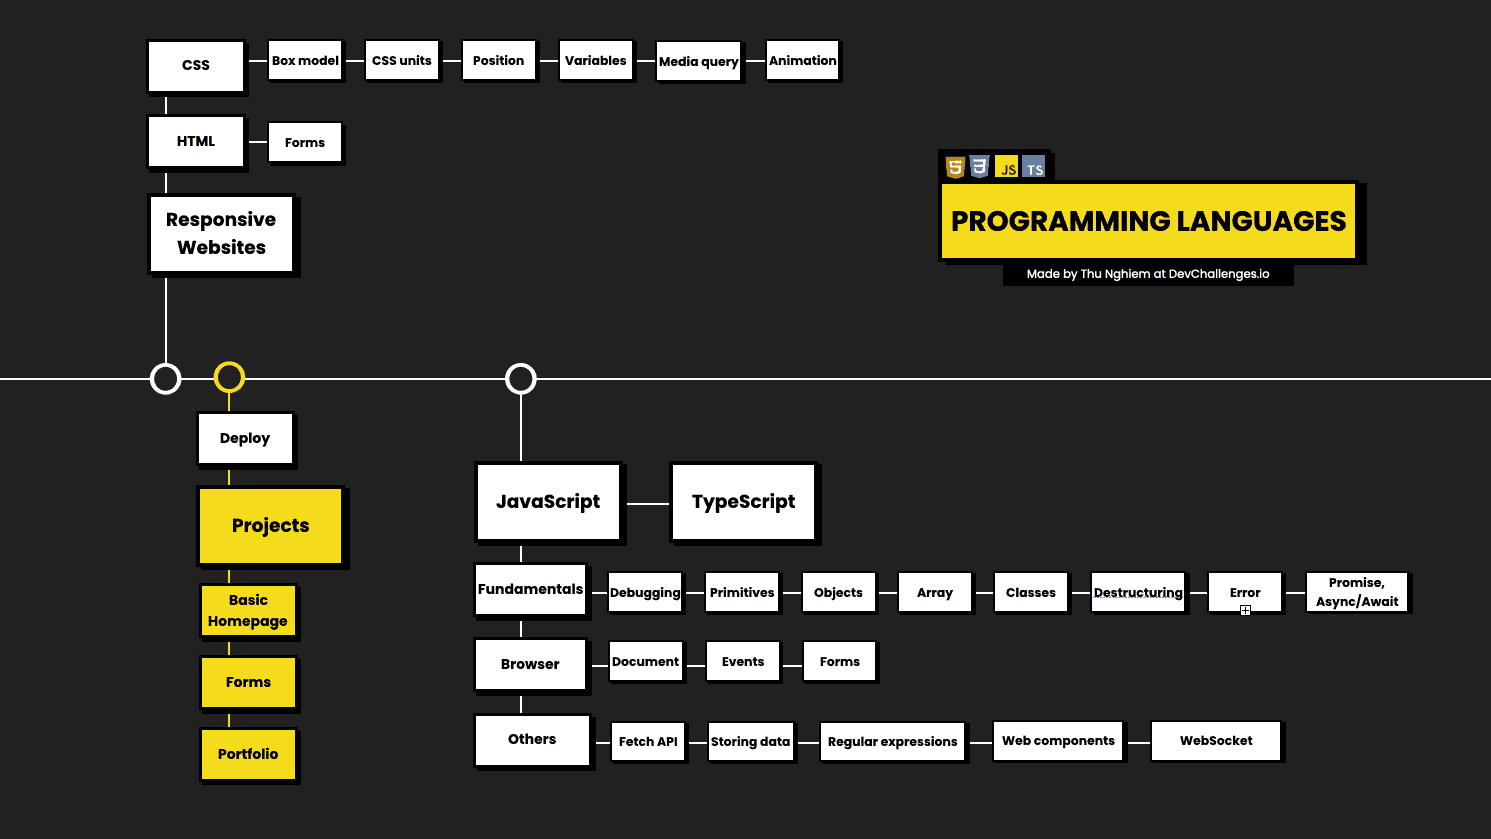 CSS
Box model
CSS units
Position
Variables
Media query
Animation
HTML
Forms
Responsive
Websites
5
3
JS
TS
PROGRAMMING LANGUAGES
Made by Thu Nghiem at DevChallenges.io
Deploy
Projects
Basic
Homepage
Forms
Portfolio
JavaScript
TypeScript
Fundamentals
Debugging
Primitives
Objects
Array
Classes
Destructuring
Error
Promise,
Async/Await
Browser
Document
Events
Forms
Others
Fetch API
Storing data
Regular expressions
Web components
WebSocket